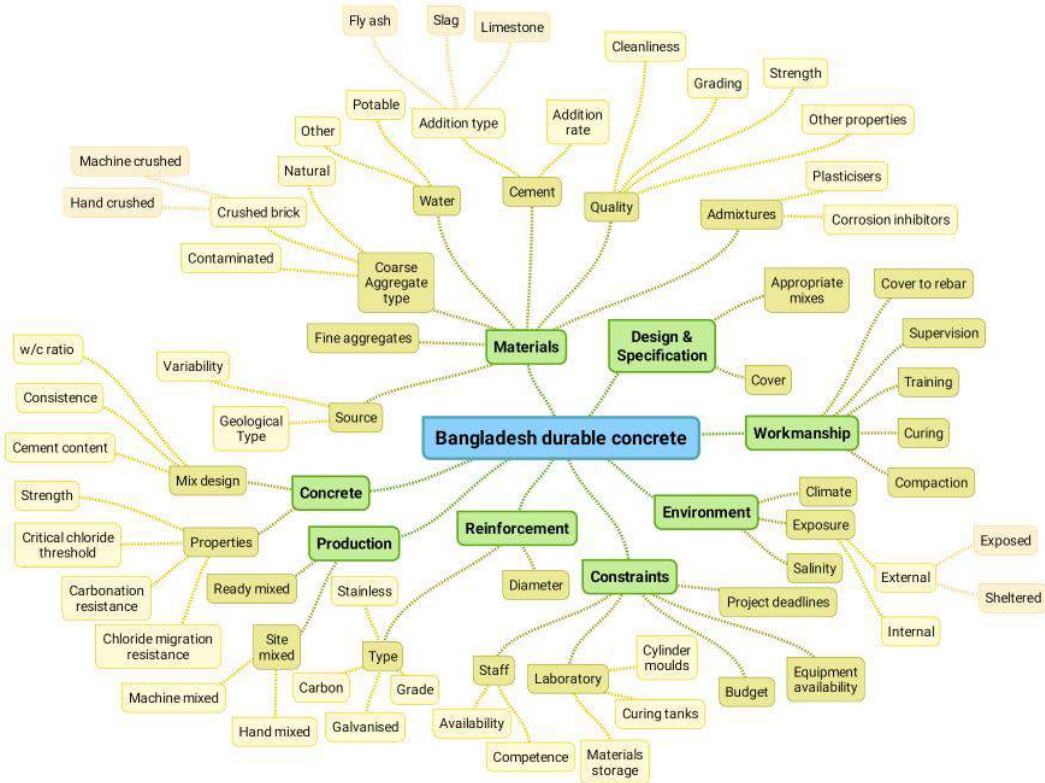 Fly ash
Slag
Limestone
Cleanliness
Grading
Strength
Potable
Addition type
Addition
rate
Other properties
Other
Machine crushed
Natural
Plasticisers
Hand crushed
Crushed brick
Water
Cement
Quality
Admixtures
Corrosion inhibitors
Contaminated
Coarse
Aggregate
type
Appropriate
mixes
Cover to rebar
Fine aggregates
Materials
Design &
Specification
Supervision
w/c ratio
Variability
Cover
Training
Consistence
Geological
Type
Source
Bangladesh durable concrete
Workmanship
Curing
Cement content
Mix design
Concrete
Compaction
Strength
Climate
Environment
Exposure
Critical chloride
threshold
Properties
Production
Reinforcement
Exposed
Salinity
External
Carbonation
resistance
Ready mixed
Stainless
Diameter
Constraints
Project deadlines
Sheltered
Chloride migration
resistance
Site
mixed
Type
Internal
Machine mixed
Carbon
Grade
Staff
Laboratory
Cylinder
moulds
Budget
Equipment
availability
Hand mixed
Galvanised
Availability
Curing tanks
Competence
Materials
storage